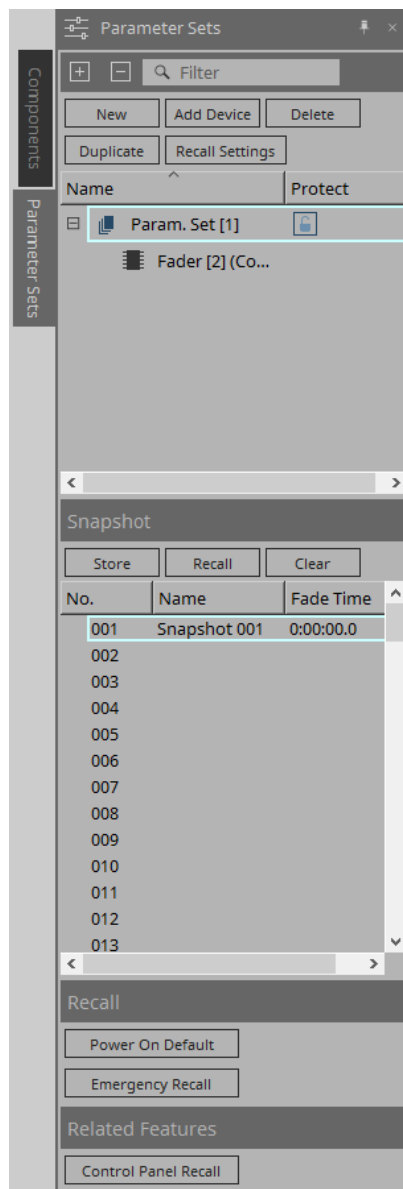 Components
Parameter Sets
Parameter Sets
Filter
New Add Device Delete
Duplicate Recall Settings
Name Protect
Param. Set [1]
Fader [2] (Co...
Snapshot
Store Recall Clear
No. Name Fade Time
001 Snapshot 001 0:00:00.0
002
003
004
005
006
007
008
009
010
011
012
013
Recall
Power On Default
Emergency Recall
Related Features
Control Panel Recall